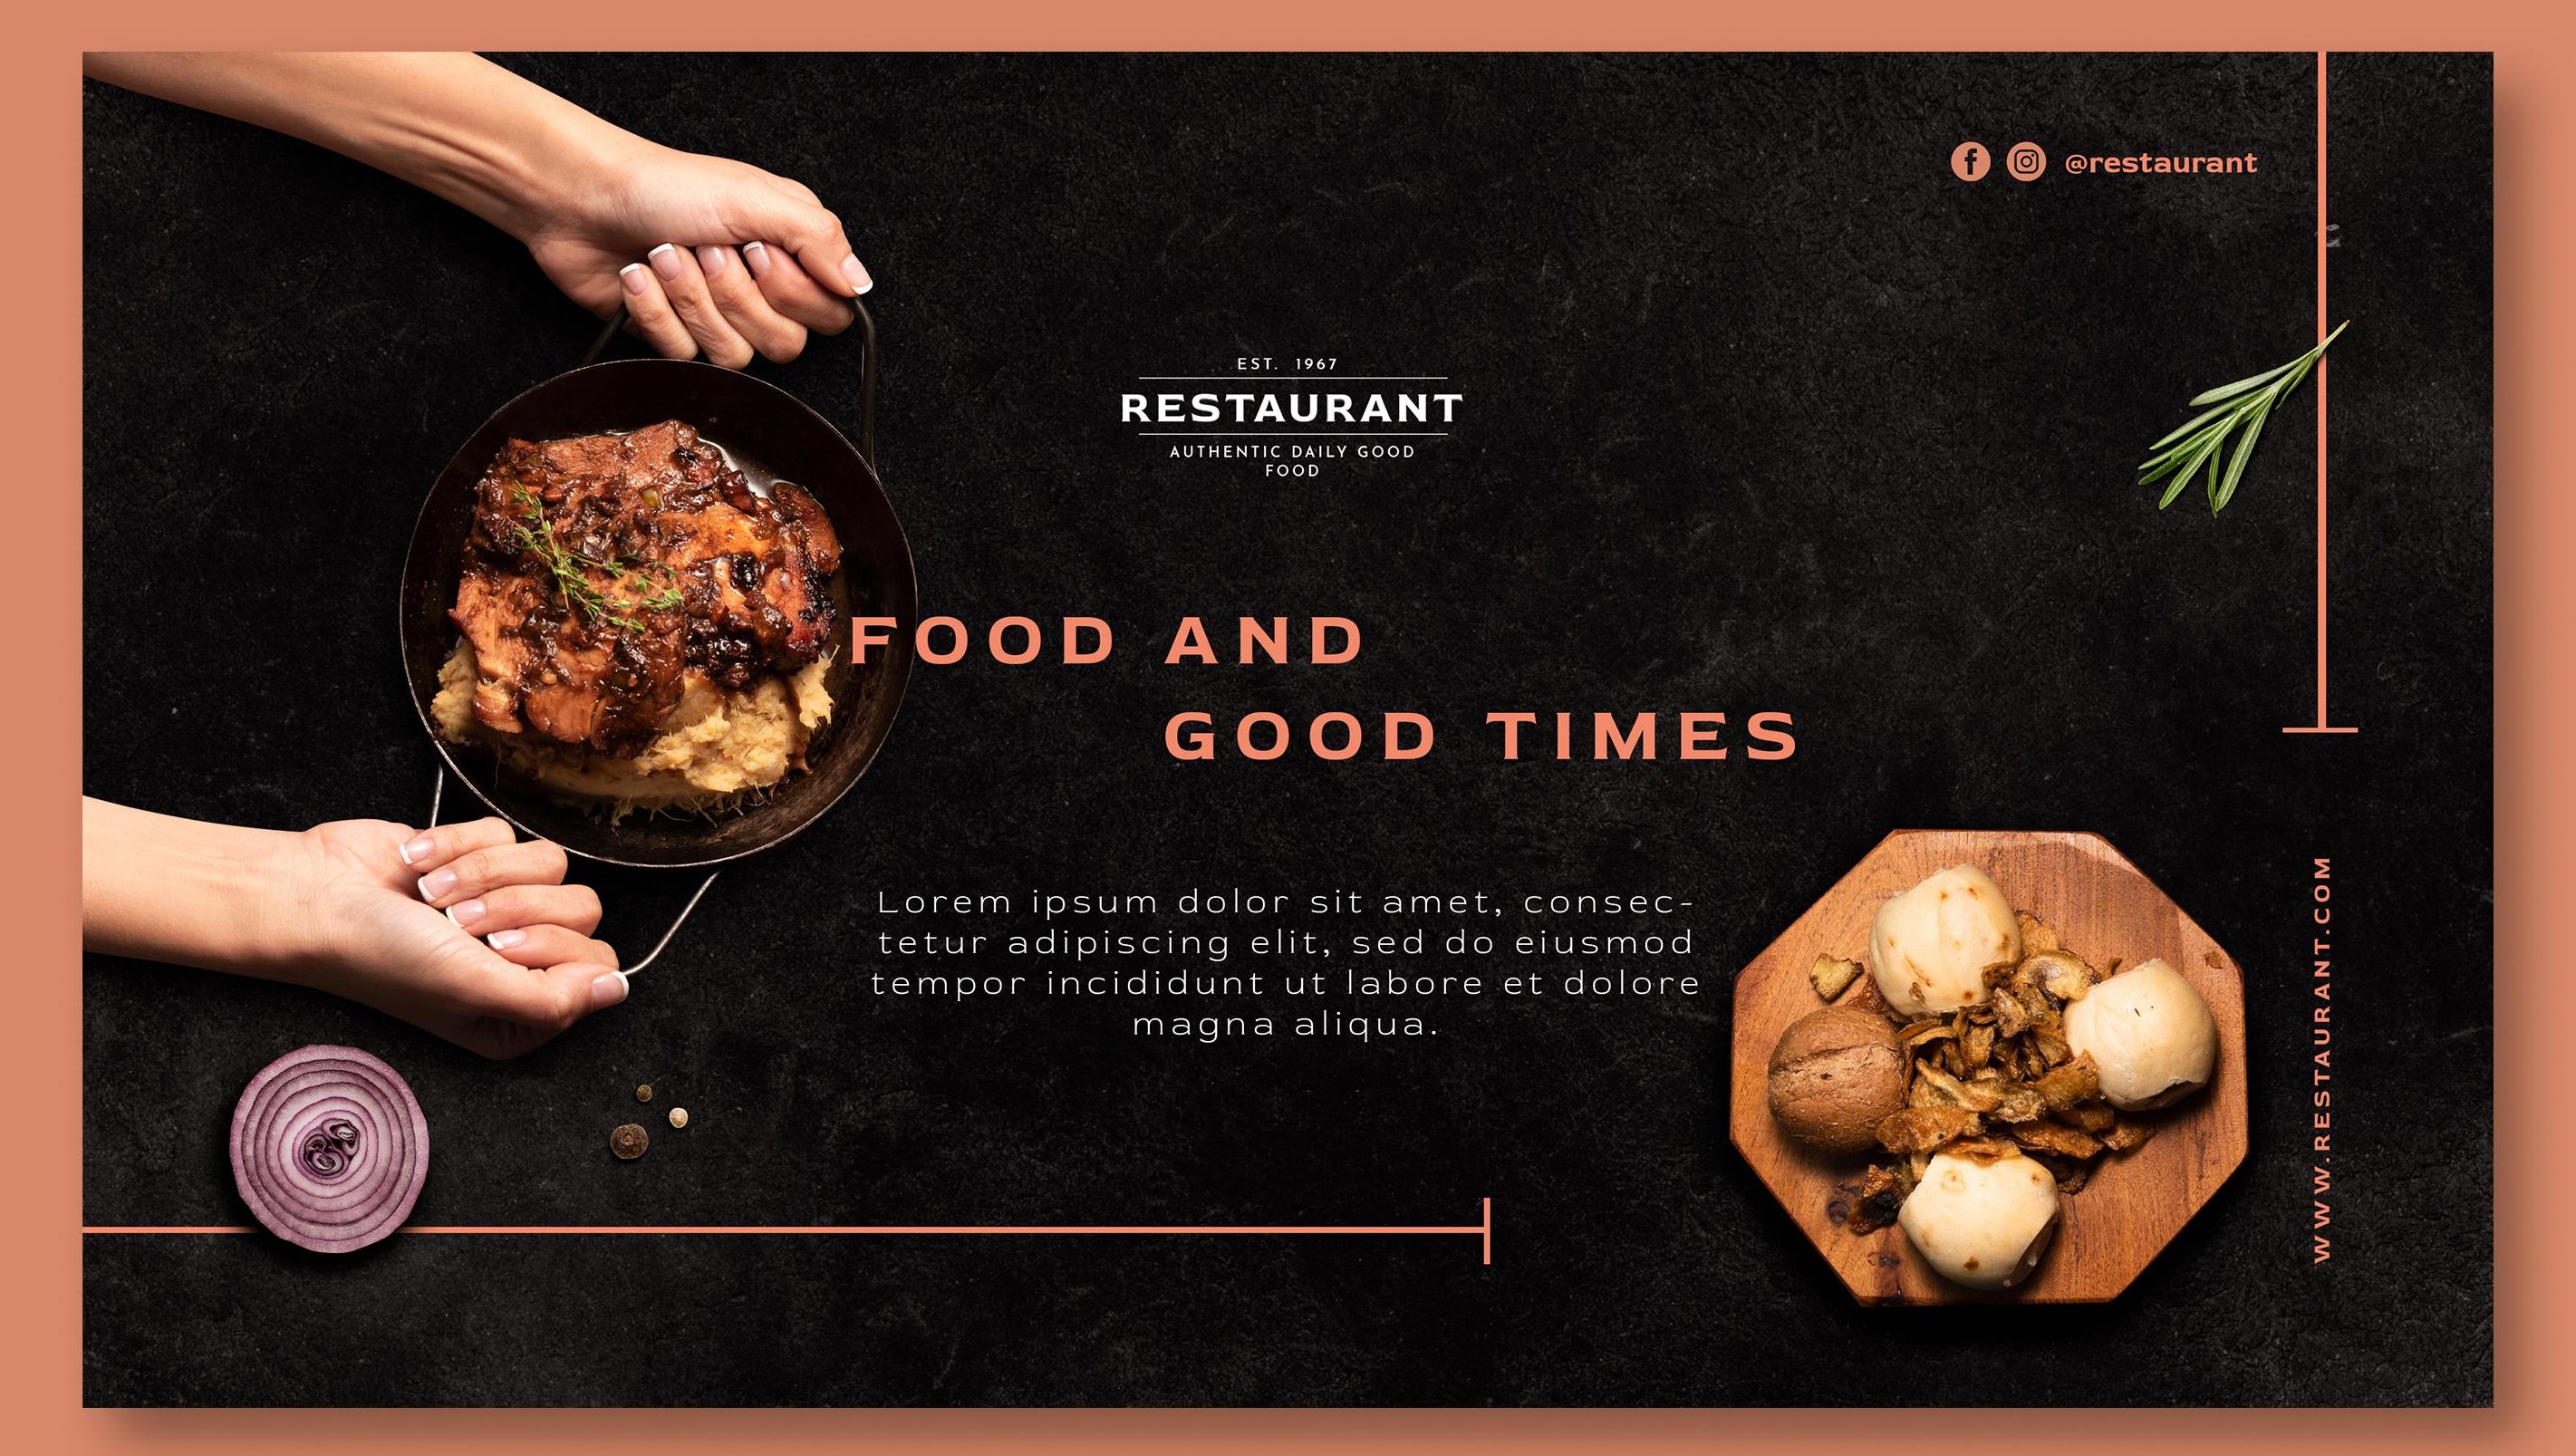 @restaurant
EST. 1967
RESTAURANT
AUTHENTIC DAILY GOOD
FOOD
FOOD AND
GOOD TIMES
Lorem ipsum dolor sit amet, consec-
tetur adipiscing elit, sed do eiusmod
tempor incididunt ut labore et dolore
magna aliqua.
WWW.RESTAURANT.COM